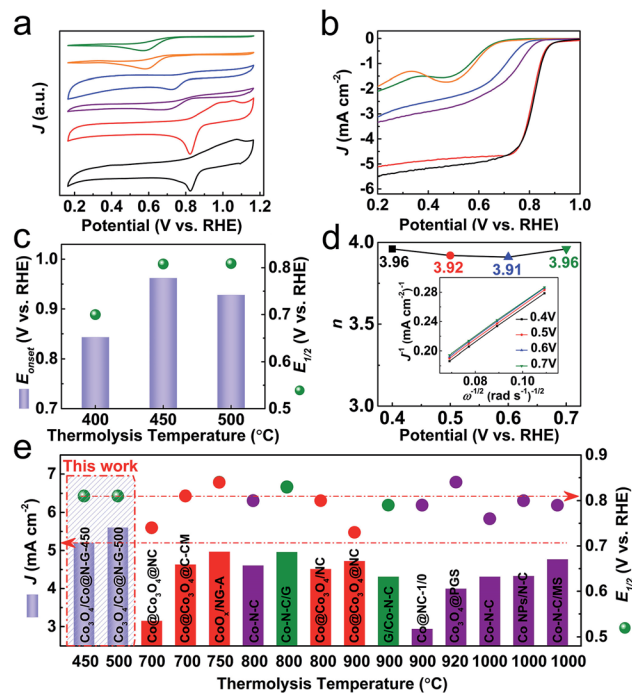 a
J (a.u.)
0.2 0.4 0.6 0.8 1.0 1.2
Potential (V vs. RHE)
b
J (mA cm-2)
0
-1
-2
-3
-4
-5
-6
0.2 0.4 0.6 0.8 1.0
Potential (V vs. RHE)
c
Eonset (V vs. RHE)
1.0
0.9
0.8
0.7
400 450 500
Thermolysis Temperature (°C)
0.9
0.8
0.7
0.6
0.5
E1/2 (V vs. RHE)
d
n
4.0
3.5
3.0
3.96 3.92 3.91 3.96
J-1 (mA cm-2)-1
0.28
0.24
0.20
0.4V
0.5V
0.6V
0.7V
0.08 0.09 0.10
ω-1/2 (rad s-1)-1/2
0.4 0.5 0.6 0.7
Potential (V vs. RHE)
e
This work
J (mA cm-2)
7
6
5
4
3
Co3O4/Co@N-G-450
Co3O4/Co@N-G-500
Co@Co3O4@NC
Co@Co3O4@C-CM
CoOx/NG-A
Co-N-C
Co-N-C/G
Co@Co3O4/NC
Co@Co3O4@NC
G/Co-N-C
Co@NC-1/0
Co3O4@PGS
Co-N-C
Co NPs/N-C
Co-N-C/MS
0.9
0.8
0.7
0.6
0.5
E1/2 (V vs. RHE)
450 500 700 700 750 800 800 800 900 900 900 920 1000 1000 1000
Thermolysis Temperature (°C)